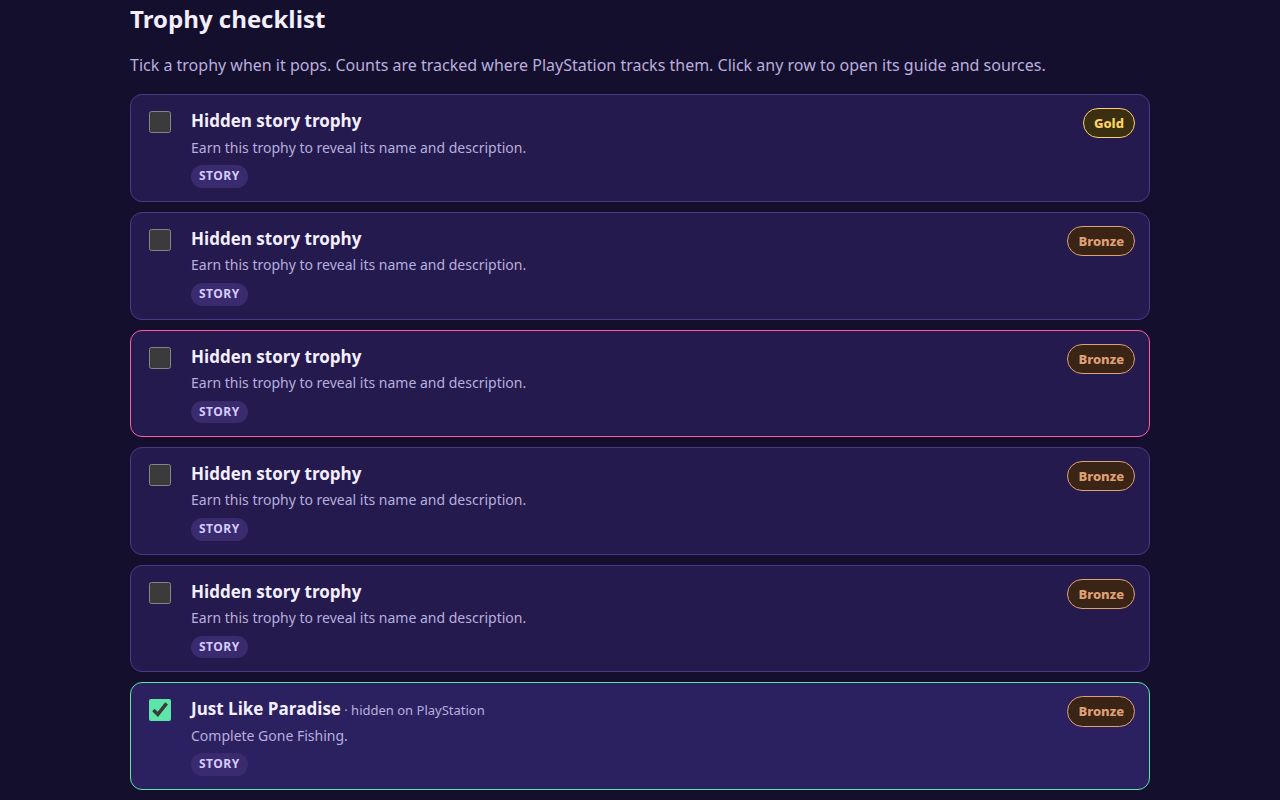 Trophy checklist
Tick a trophy when it pops. Counts are tracked where PlayStation tracks them. Click any row to open its guide and sources.
Hidden story trophy
Gold
Earn this trophy to reveal its name and description.
STORY
Hidden story trophy
Bronze
Earn this trophy to reveal its name and description.
STORY
Hidden story trophy
Bronze
Earn this trophy to reveal its name and description.
STORY
Hidden story trophy
Bronze
Earn this trophy to reveal its name and description.
STORY
Hidden story trophy
Bronze
Earn this trophy to reveal its name and description.
STORY
Just Like Paradise · hidden on PlayStation
Bronze
Complete Gone Fishing.
STORY